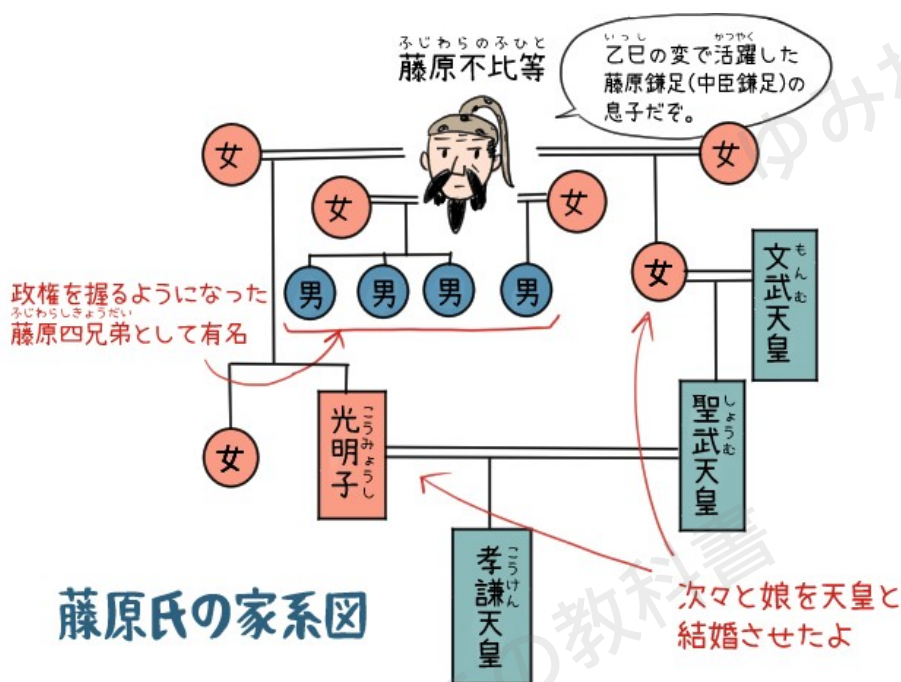 ふじわらのふひと
藤原不比等
いっし かつやく
乙巳の変で活躍した
藤原鎌足(中臣鎌足)の
息子だぞ。
女
女
女
女
男
男
男
男
女
もんむ
文武天皇
政権を握るようになった
ふじわらしきょうだい
藤原四兄弟として有名
女
こうみょうし
光明子
しょうむ
聖武天皇
こうけん
孝謙天皇
藤原氏の家系図
次々と娘を天皇と
結婚させたよ
ゆみね
の教科書